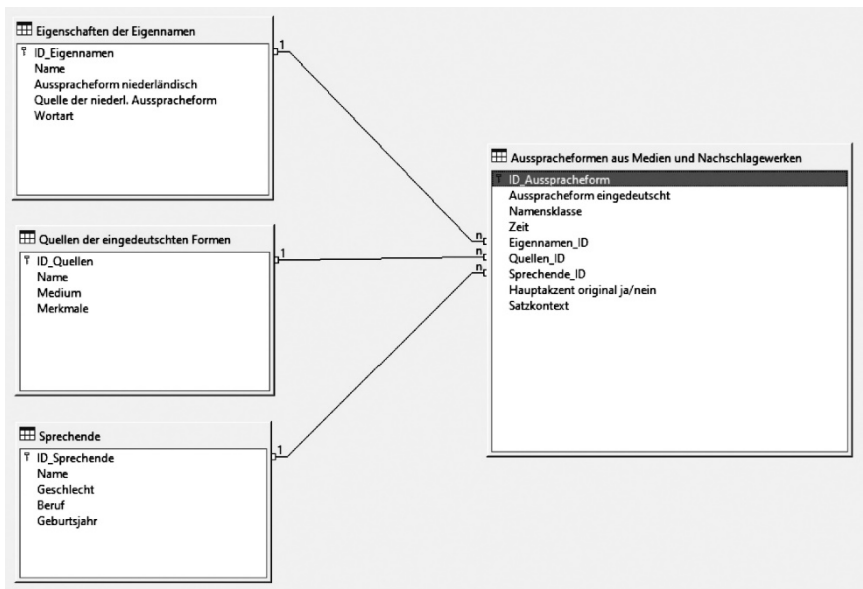 Eigenschaften der Eigennamen
ID_Eigennamen
Name
Ausspracheform niederländisch
Quelle der niederl. Ausspracheform
Wortart
1
Quellen der eingedeutschten Formen
ID_Quellen
Name
Medium
Merkmale
1
Sprechende
ID_Sprechende
Name
Geschlecht
Beruf
Geburtsjahr
1
Ausspracheformen aus Medien und Nachschlagewerken
ID_Ausspracheform
Ausspracheform eingedeutscht
Namensklasse
Zeit
Eigennamen_ID
Quellen_ID
Sprechende_ID
Hauptakzent original ja/nein
Satzkontext
n
n
n